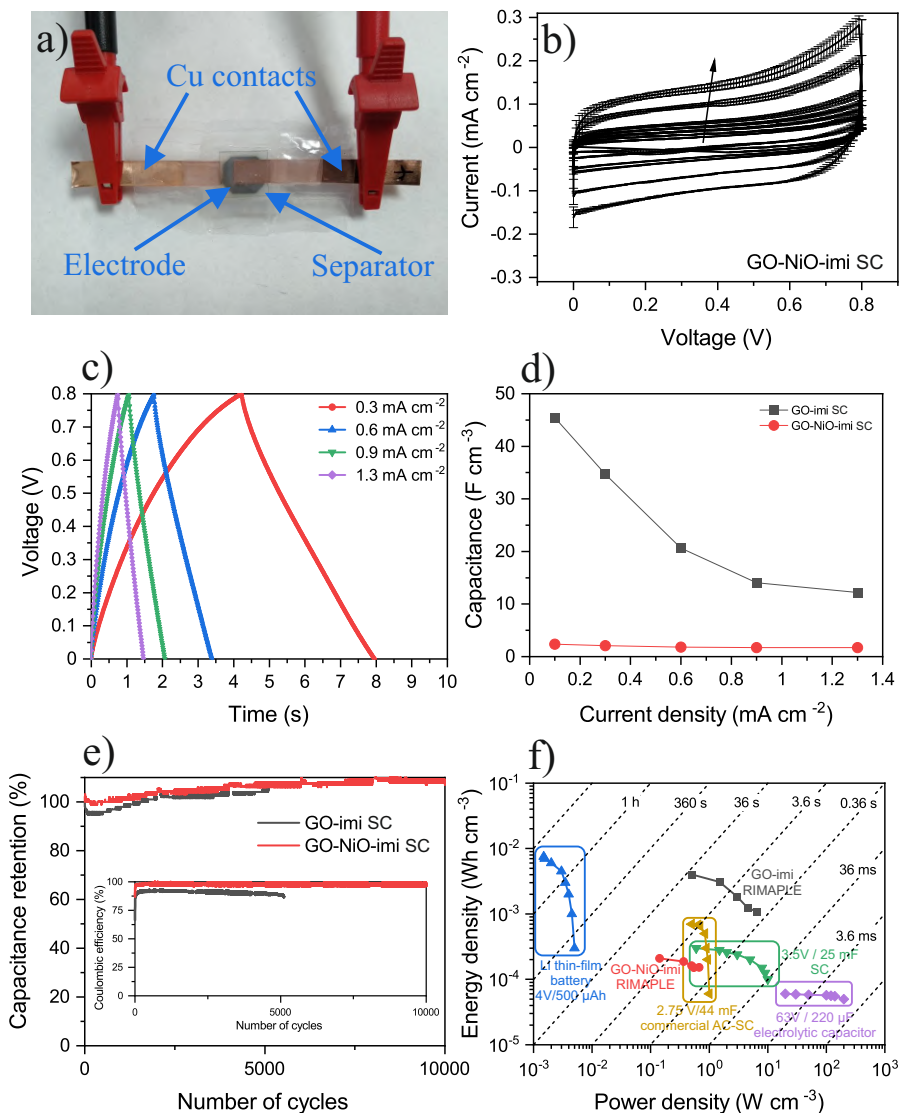 a)
Cu contacts
Electrode
Separator
b)
Current (mA cm⁻²)
0.3
0.2
0.1
0
-0.1
-0.2
-0.3
GO-NiO-imi SC
0
0.2
0.4
0.6
0.8
Voltage (V)
c)
Voltage (V)
0.8
0.7
0.6
0.5
0.4
0.3
0.2
0.1
0
0.3 mA cm⁻²
0.6 mA cm⁻²
0.9 mA cm⁻²
1.3 mA cm⁻²
0 1 2 3 4 5 6 7 8 9 10
Time (s)
d)
Capacitance (F cm⁻³)
50
40
30
20
10
0
GO-imi SC
GO-NiO-imi SC
0 0.2 0.4 0.6 0.8 1.0 1.2 1.4
Current density (mA cm⁻²)
e)
Capacitance retention (%)
100
80
60
40
20
0
GO-imi SC
GO-NiO-imi SC
Coulombic efficiency (%)
100
75
50
25
0
0 5000 10000
Number of cycles
0 5000 10000
Number of cycles
f)
Energy density (Wh cm⁻³)
10⁻¹
10⁻²
10⁻³
10⁻⁴
10⁻⁵
1 h
360 s
36 s
3.6 s
0.36 s
36 ms
3.6 ms
GO-imi
RIMAPLE
Li thin-film
battery
4V/500 µAh
GO-NiO-imi
RIMAPLE
3.5V / 25 mF
SC
2.75 V/44 mF
commercial AC-SC
63V / 220 µF
electrolytic capacitor
10⁻³ 10⁻² 10⁻¹ 10⁰ 10¹ 10² 10³
Power density (W cm⁻³)